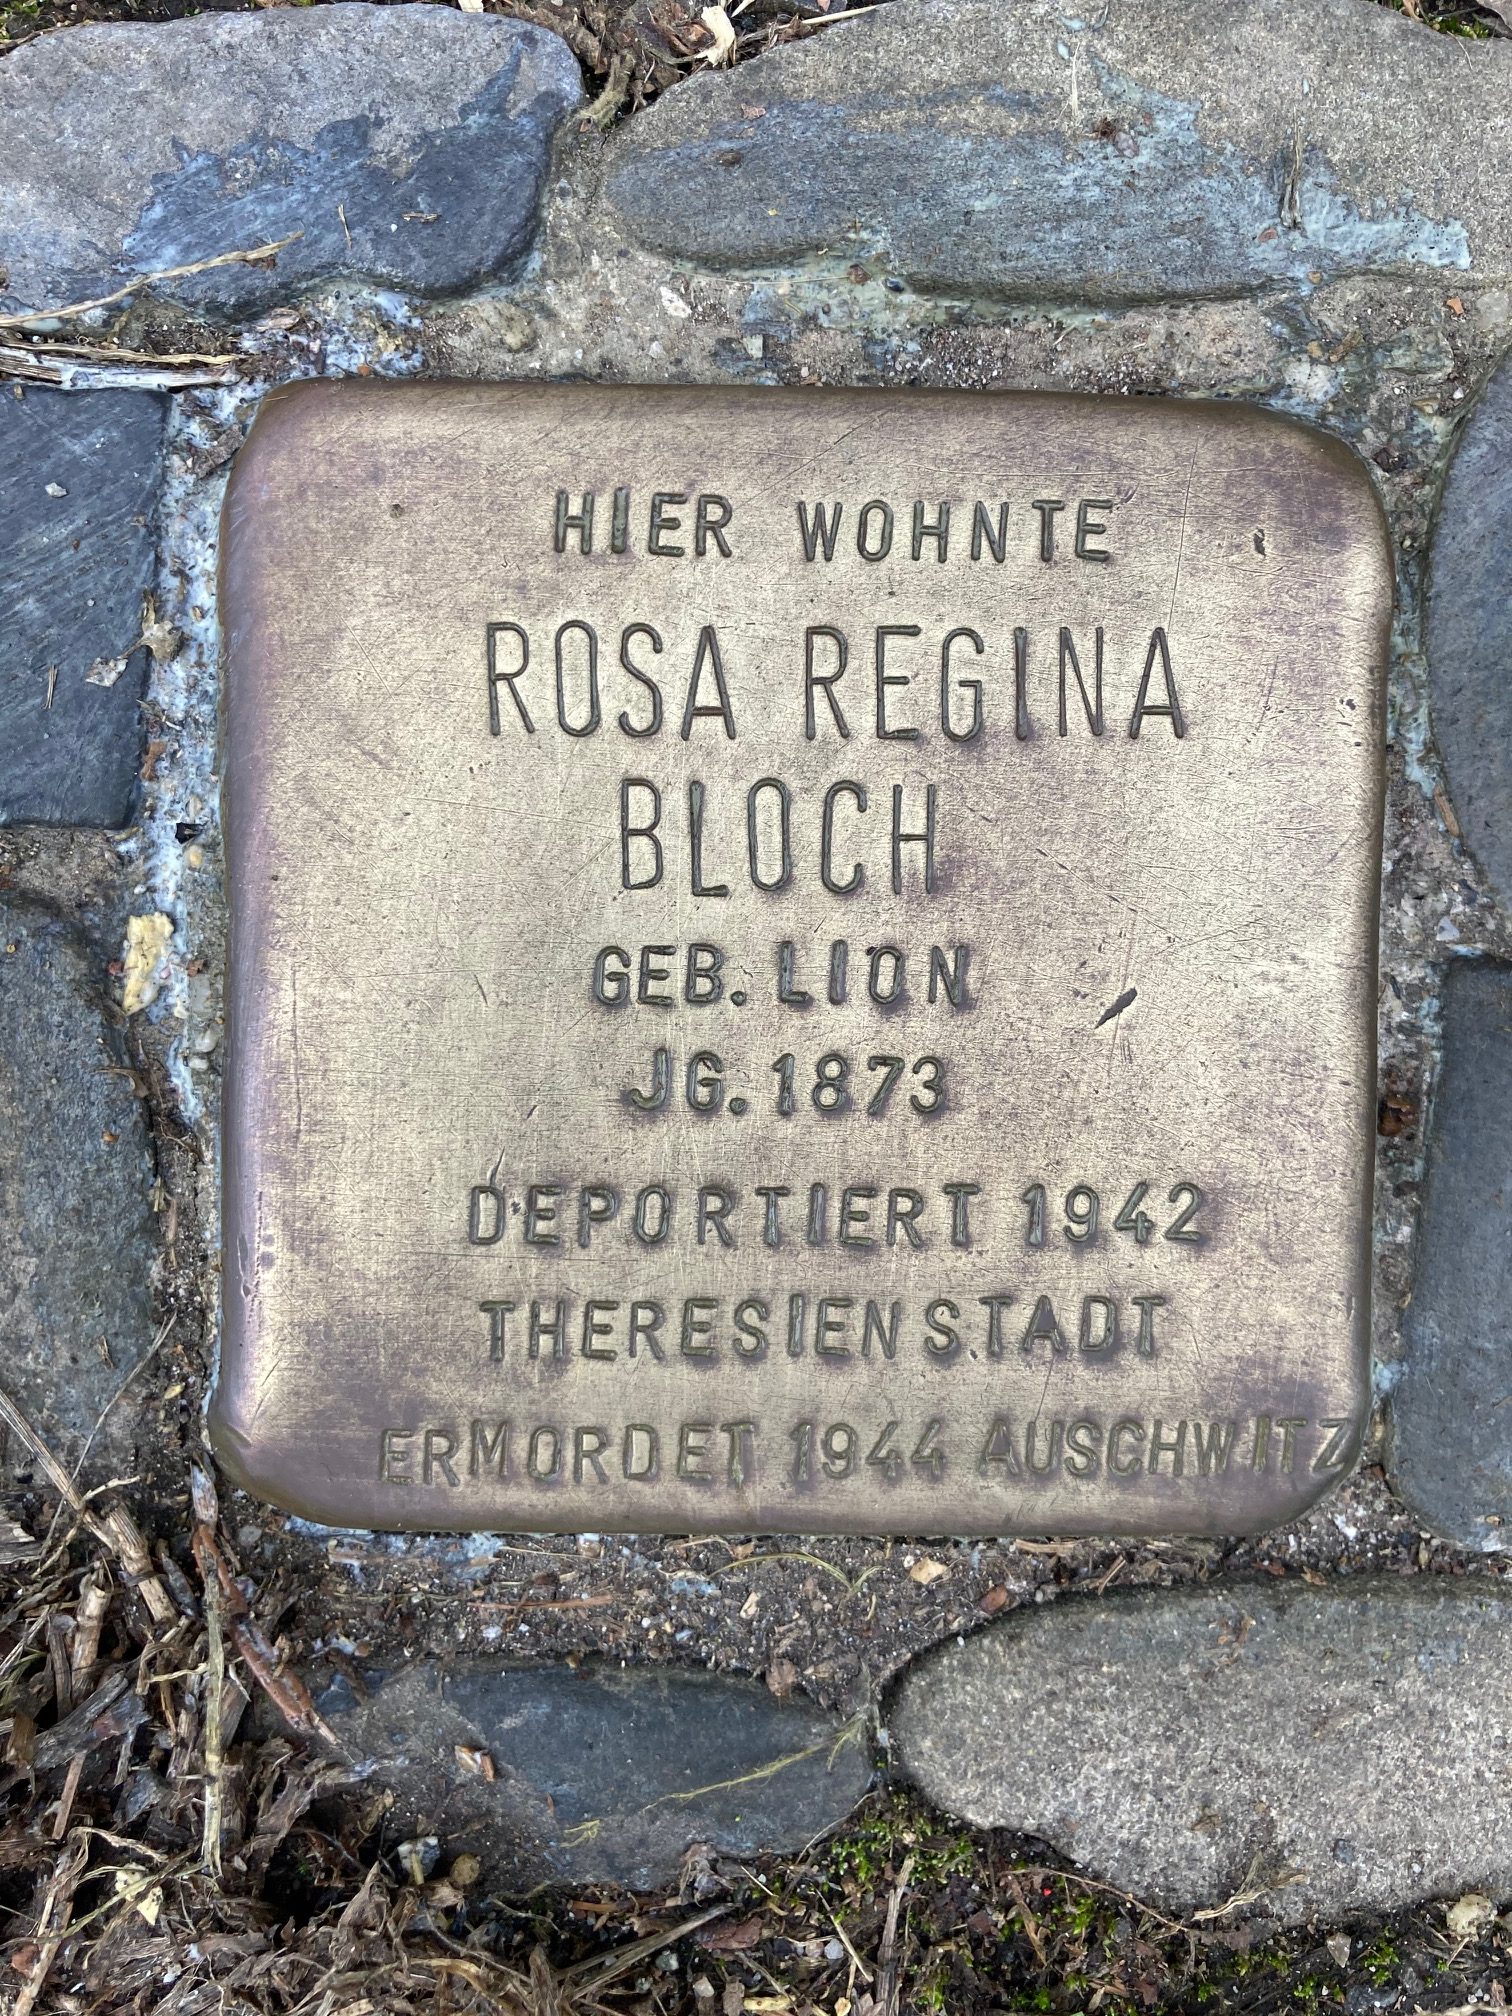 HIER WOHNTE
ROSA REGINA
BLOCH
GEB. LION
JG. 1873
DEPORTIERT 1942
THERESIENSTADT
ERMORDET 1944 AUSCHWITZ